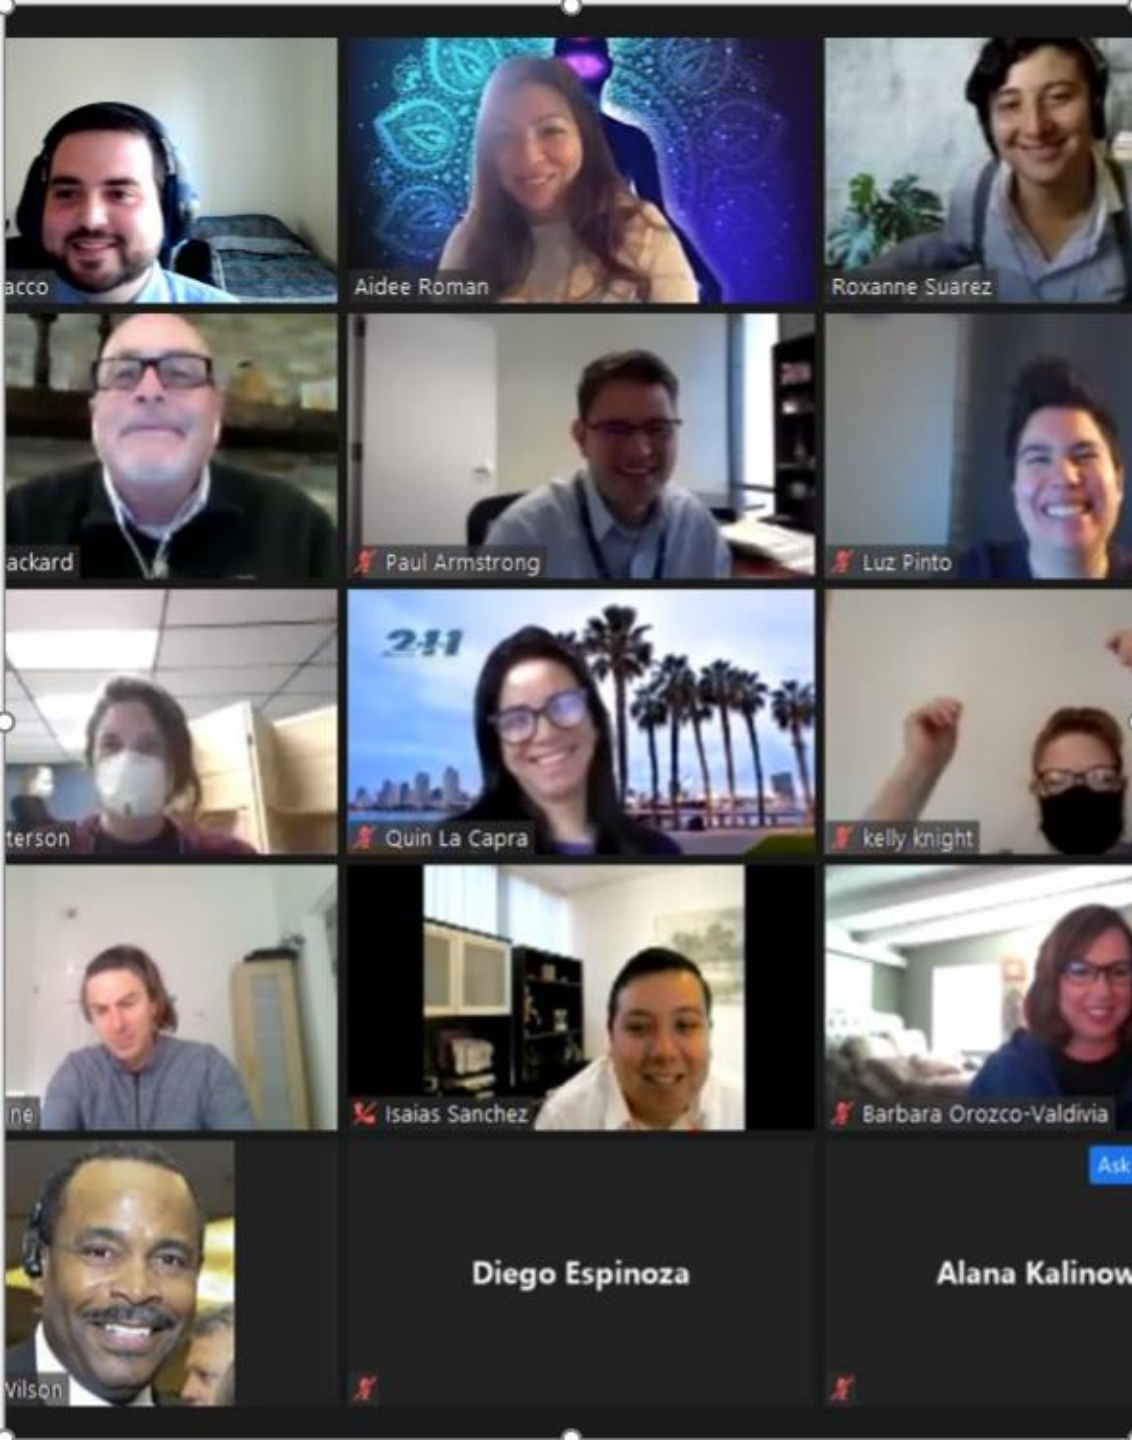 acco
Aidee Roman
Roxanne Suarez
ackard
Paul Armstrong
Luz Pinto
terson
211
Quin La Capra
kelly knight
ne
Isaias Sanchez
Barbara Orozco-Valdivia
Wilson
Diego Espinoza
Ask
Alana Kalinow